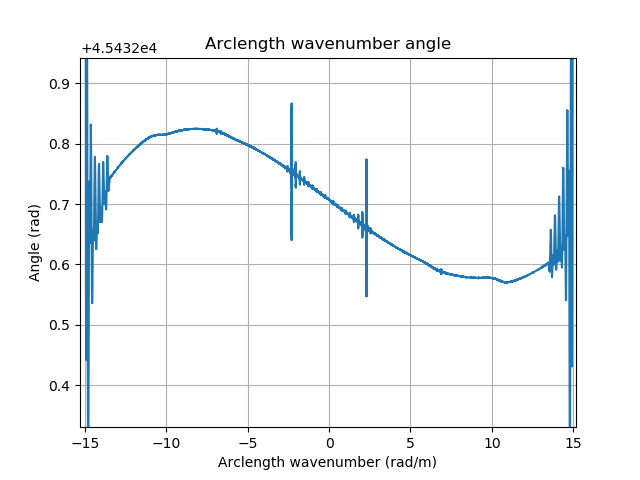 Arclength wavenumber angle
+4.5432e4
0.9
0.8
0.7
0.6
0.5
0.4
Angle (rad)
−15 −10 −5 0 5 10 15
Arclength wavenumber (rad/m)